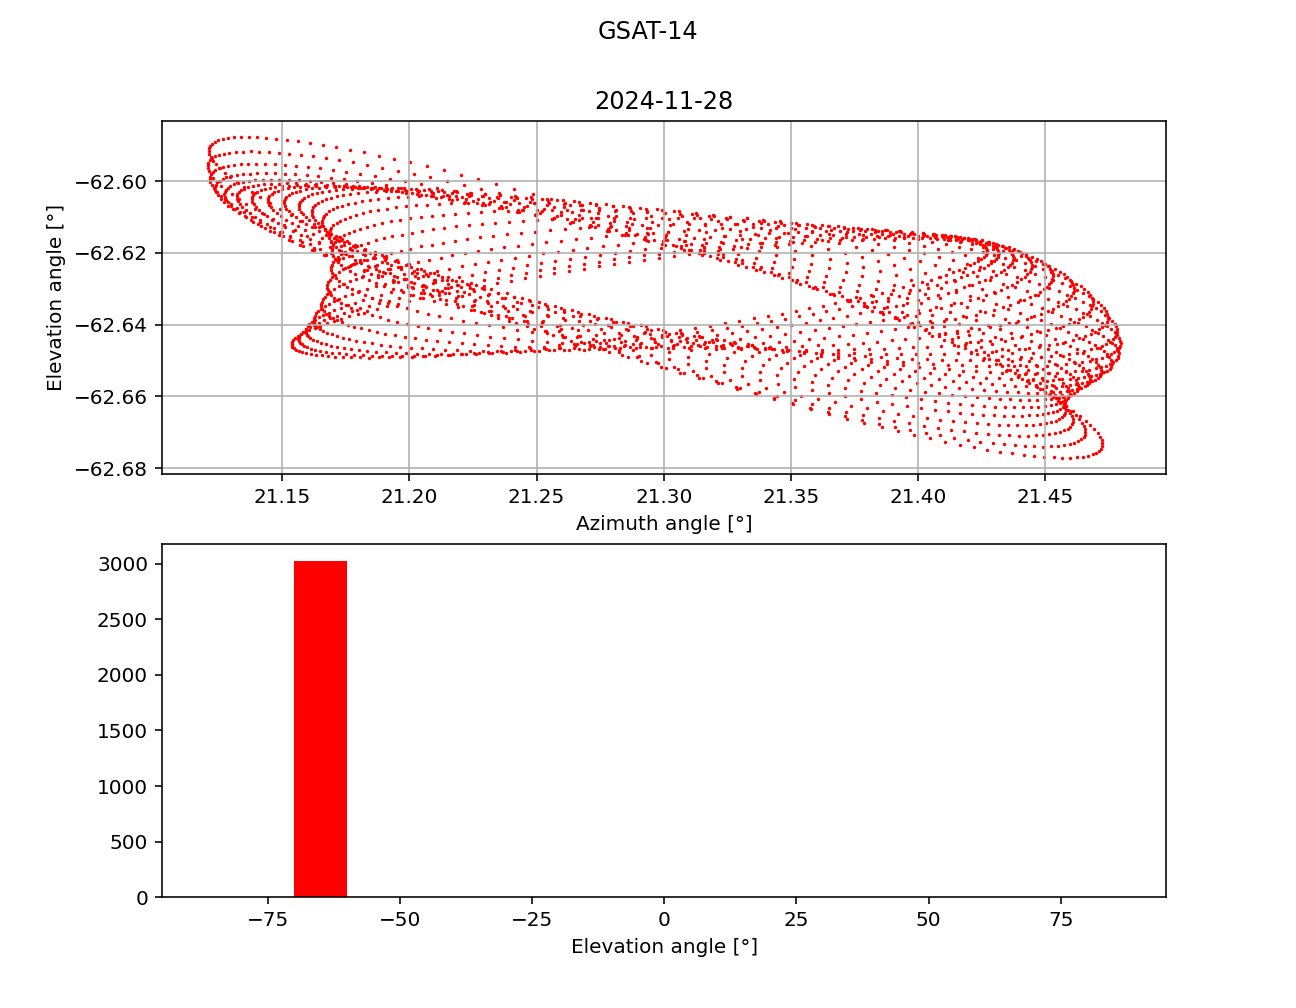 GSAT-14
2024-11-28
Elevation angle [°]
−62.60
−62.62
−62.64
−62.66
−62.68
21.15 21.20 21.25 21.30 21.35 21.40 21.45
Azimuth angle [°]
3000
2500
2000
1500
1000
500
0
−75 −50 −25 0 25 50 75
Elevation angle [°]